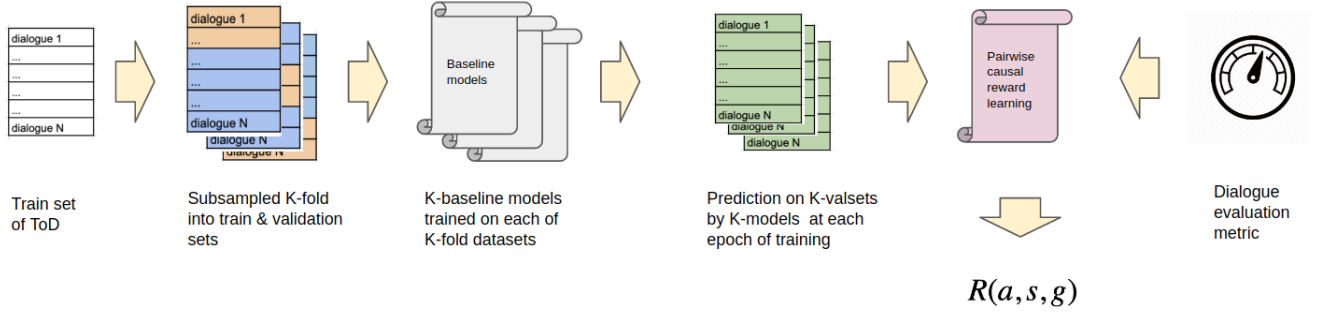 dialogue 1
...
...
...
...
dialogue N
dialogue 1
...
...
...
...
dialogue N
dialogue N
dialogue N
Baseline
models
dialogue 1
...
...
...
...
dialogue N
dialogue N
dialogue N
Pairwise
causal
reward
learning
Train set
of ToD
Subsampled K-fold
into train & validation
sets
K-baseline models
trained on each of
K-fold datasets
Prediction on K-valsets
by K-models at each
epoch of training
Dialogue
evaluation
metric
R(a, s, g)